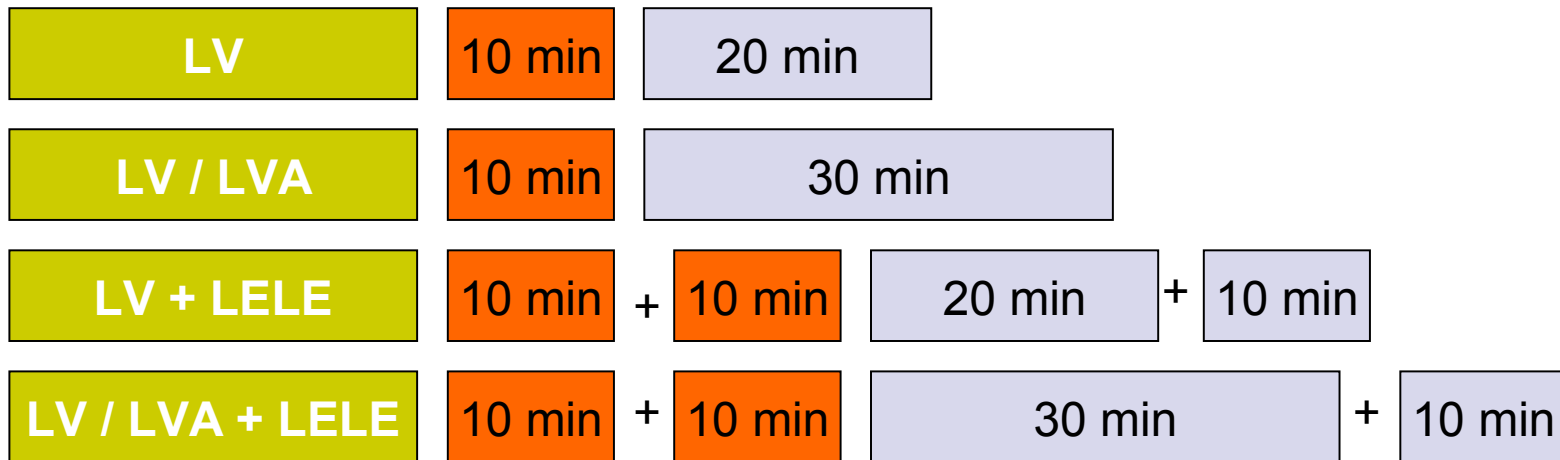 LV 10 min 20 min
LV / LVA 10 min 30 min
LV + LELE 10 min + 10 min 20 min + 10 min
LV / LVA + LELE 10 min + 10 min 30 min + 10 min